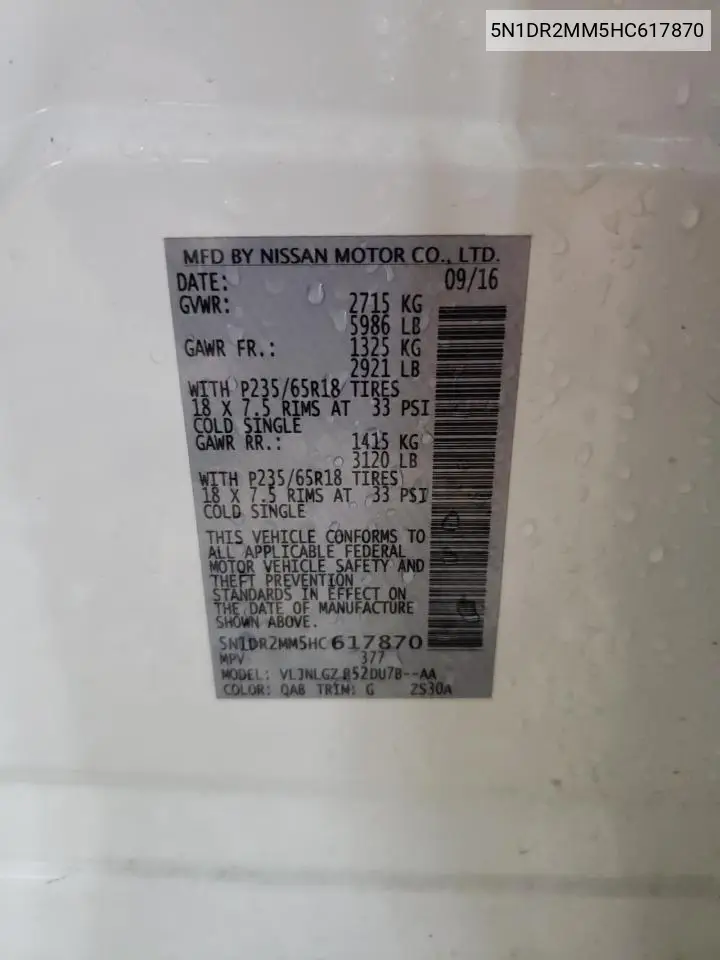 5N1DR2MM5HC617870
MFD BY NISSAN MOTOR CO., LTD.
DATE: 09/16
GVWR: 2715 KG
5986 LB
GAWR FR.: 1325 KG
2921 LB
WITH P235/65R18 TIRES
18 X 7.5 RIMS AT 33 PSI
COLD SINGLE
GAWR RR.: 1415 KG
3120 LB
WITH P235/65R18 TIRES
18 X 7.5 RIMS AT 33 PSI
COLD SINGLE
THIS VEHICLE CONFORMS TO
ALL APPLICABLE FEDERAL
MOTOR VEHICLE SAFETY AND
THEFT PREVENTION
STANDARDS IN EFFECT ON
THE DATE OF MANUFACTURE
SHOWN ABOVE.
5N1DR2MM5HC 617870
MPV 377
MODEL: VLJNLGZ R52DU7B--AA
COLOR: QAB TRIM: G ZS30A